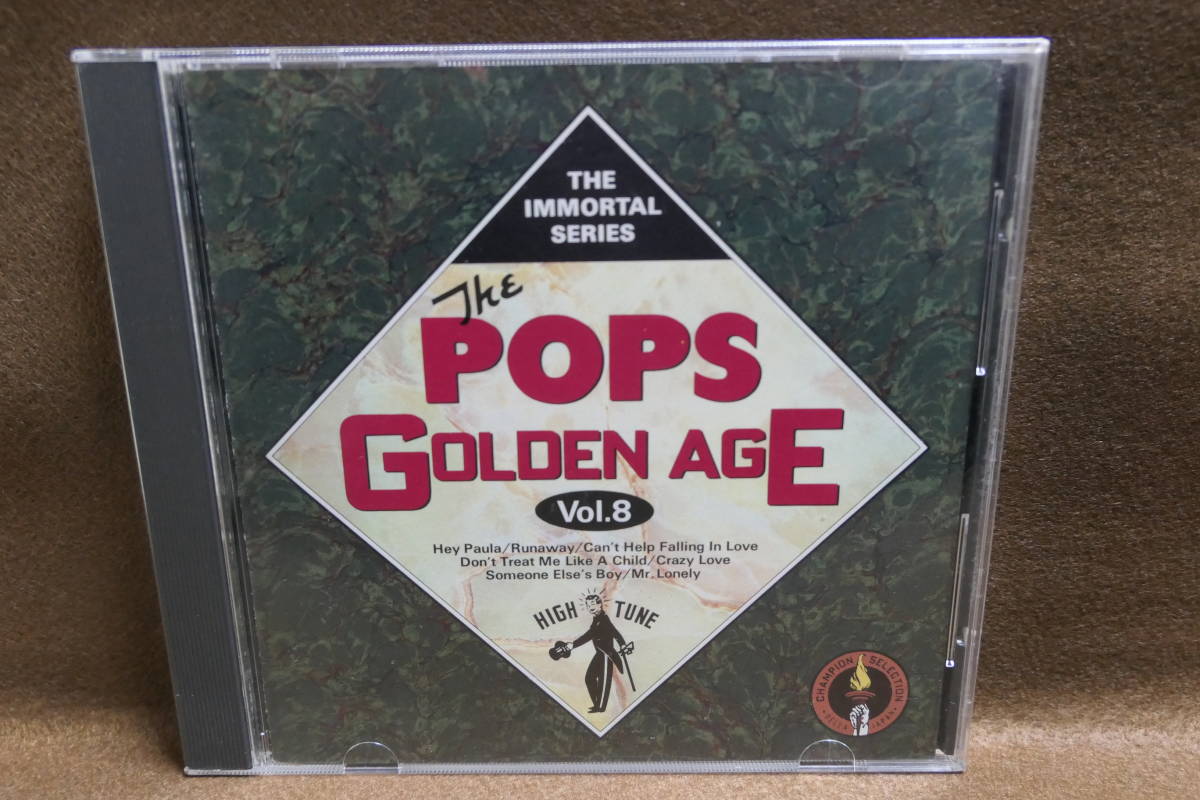 THE
IMMORTAL
SERIES
The
POPS
GOLDEN AGE
Vol.8
Hey Paula/Runaway/Can't Help Falling In Love
Don't Treat Me Like A Child/Crazy Love
Someone Else's Boy/Mr. Lonely
HIGH TUNE
CHAMPION SELECTION
JAPAN